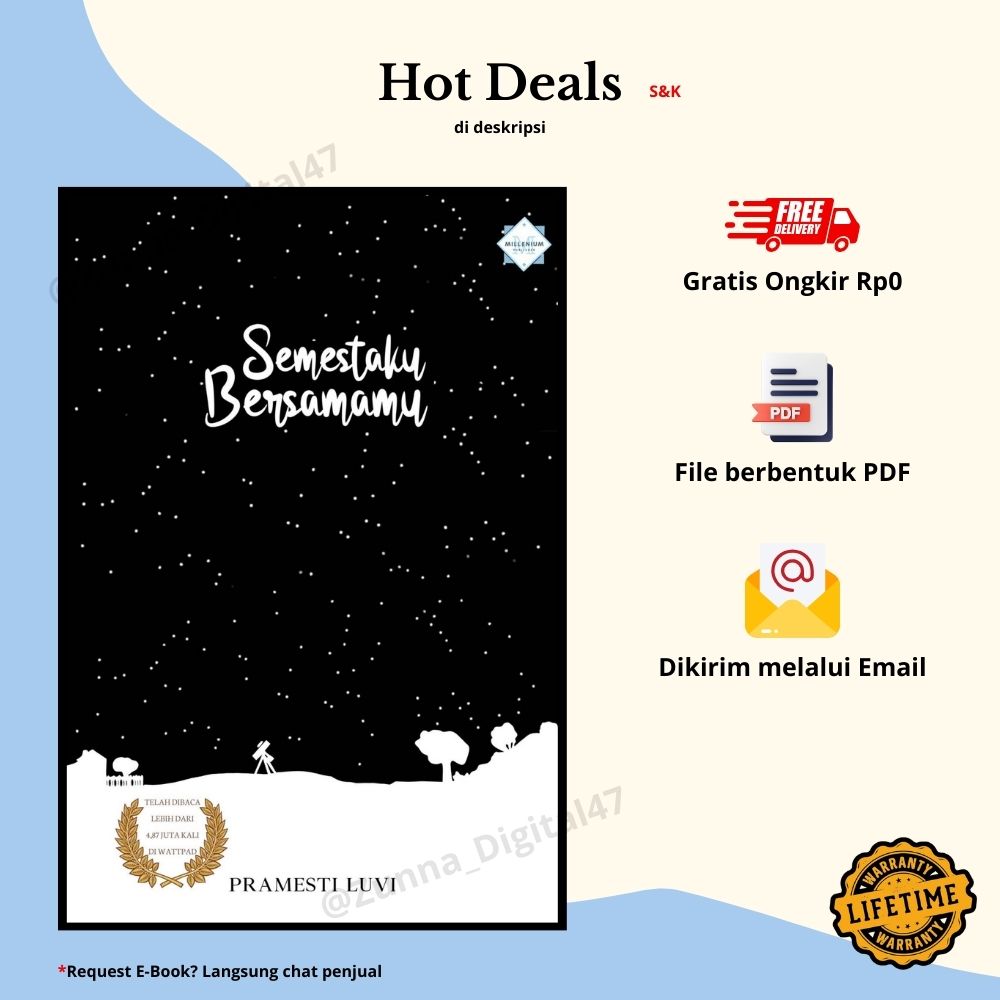 Hot Deals
S&K
di deskripsi
FREE
DELIVERY
Gratis Ongkir Rp0
MILLENIUM
Semestaku
Bersamamu
PDF
File berbentuk PDF
Dikirim melalui Email
TELAH DIBACA
LEBIH DARI
4,87 JUTA KALI
DI WATTPAD
PRAMESTI LUVI
@zunna_Digital47
WARRANTY
LIFETIME
WARRANTY
*Request E-Book? Langsung chat penjual